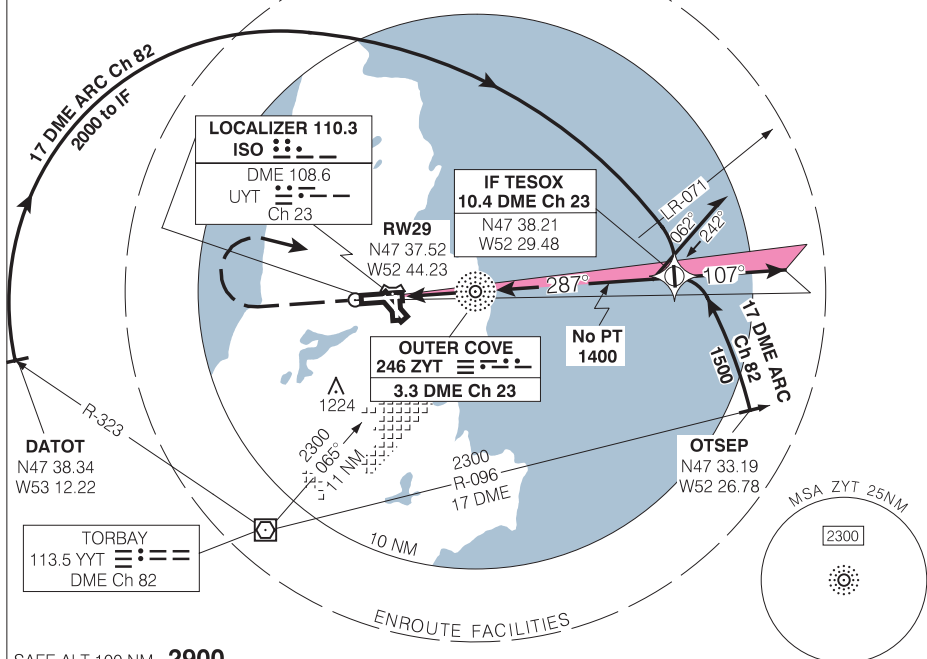 17 DME ARC Ch 82
2000 to IF
LOCALIZER 110.3
ISO
DME 108.6
UYT
Ch 23
RW29
N47 37.52
W52 44.23
IF TESOX
10.4 DME Ch 23
N47 38.21
W52 29.48
LR-071
062°
242°
287°
107°
No PT
1400
OUTER COVE
246 ZYT
3.3 DME Ch 23
17 DME ARC
Ch 82
1500
1224
2300
065°
11 NM
R-323
DATOT
N47 38.34
W53 12.22
2300
R-096
17 DME
OTSEP
N47 33.19
W52 26.78
TORBAY
113.5 YYT
DME Ch 82
10 NM
ENROUTE FACILITIES
MSA ZYT 25NM
2300
SAFE ALT 100 NM 2900